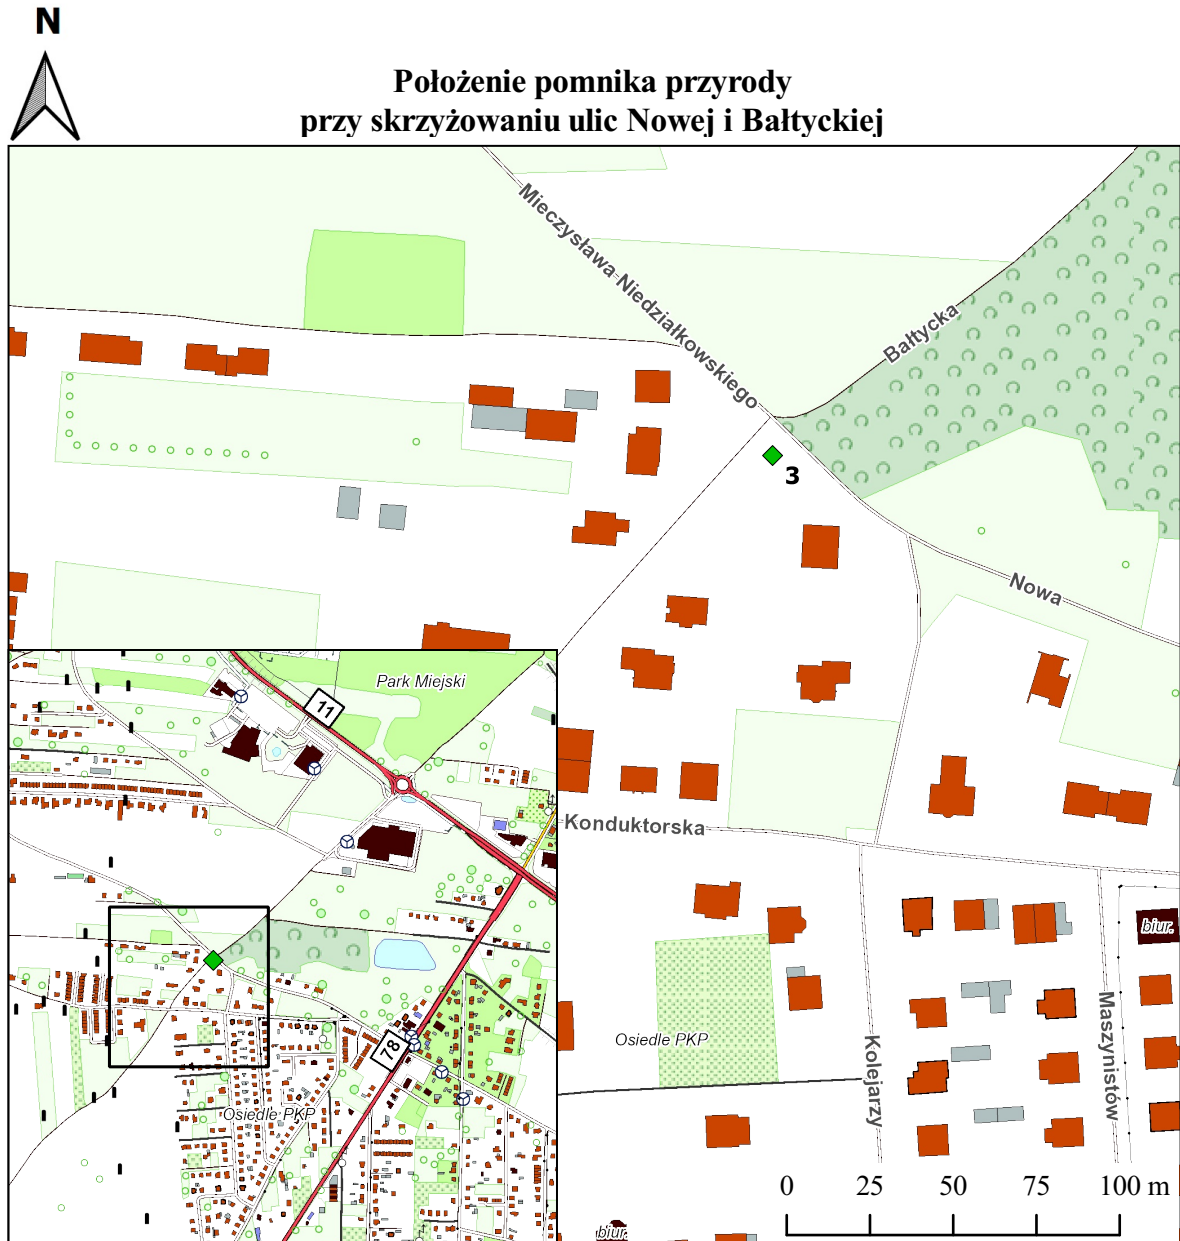 N
Położenie pomnika przyrody
przy skrzyżowaniu ulic Nowej i Bałtyckiej
Mieczysława Niedziałkowskiego
Bałtycka
3
Nowa
Park Miejski
11
Konduktorska
biur.
Osiedle PKP
Kolejarzy
Maszynistów
78
Osiedle PKP
0 25 50 75 100 m
biur.